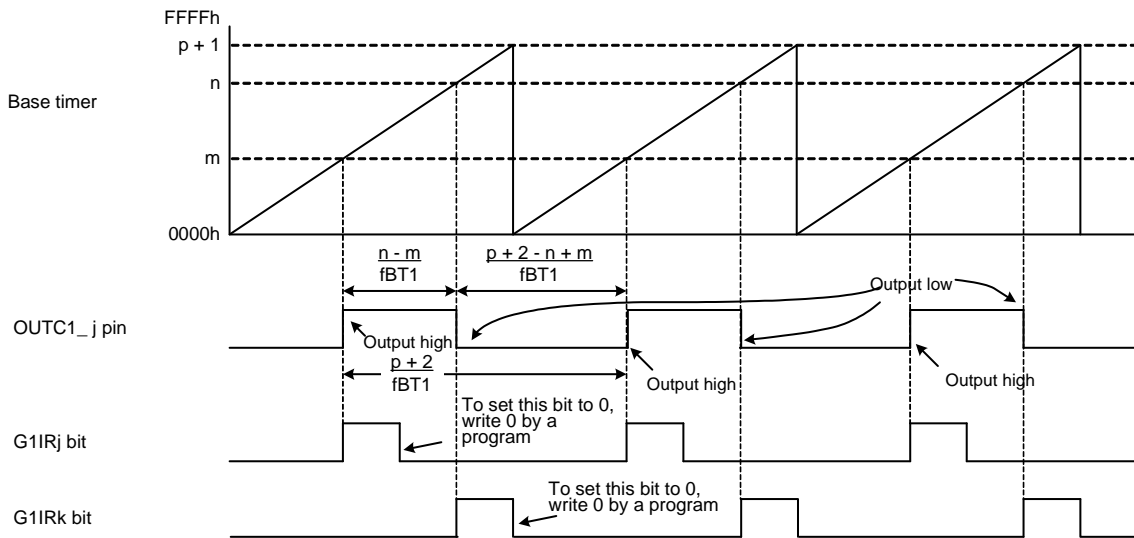 FFFFh
p + 1
n
Base timer
m
0000h
n - m
fBT1
p + 2 - n + m
fBT1
Output low
OUTC1_ j pin
Output high
p + 2
fBT1
Output high
Output high
To set this bit to 0,
write 0 by a
program
G1IRj bit
To set this bit to 0,
write 0 by a program
G1IRk bit